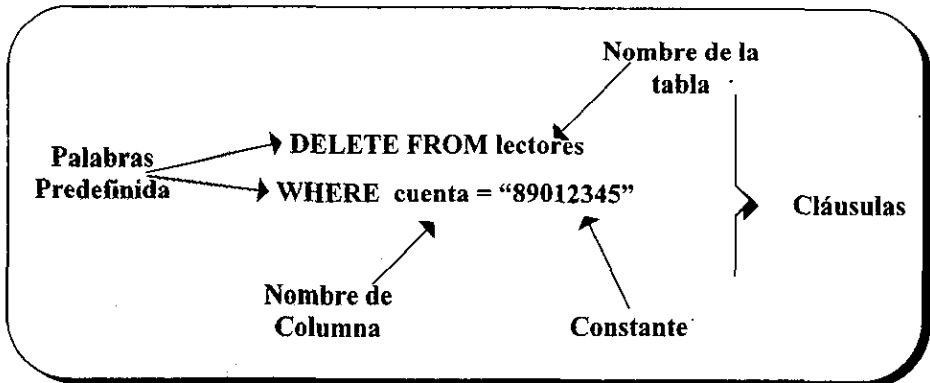 Nombre de la
tabla
DELETE FROM lectores
Palabras
Predefinida
WHERE cuenta = “89012345”
Cláusulas
Nombre de
Columna
Constante